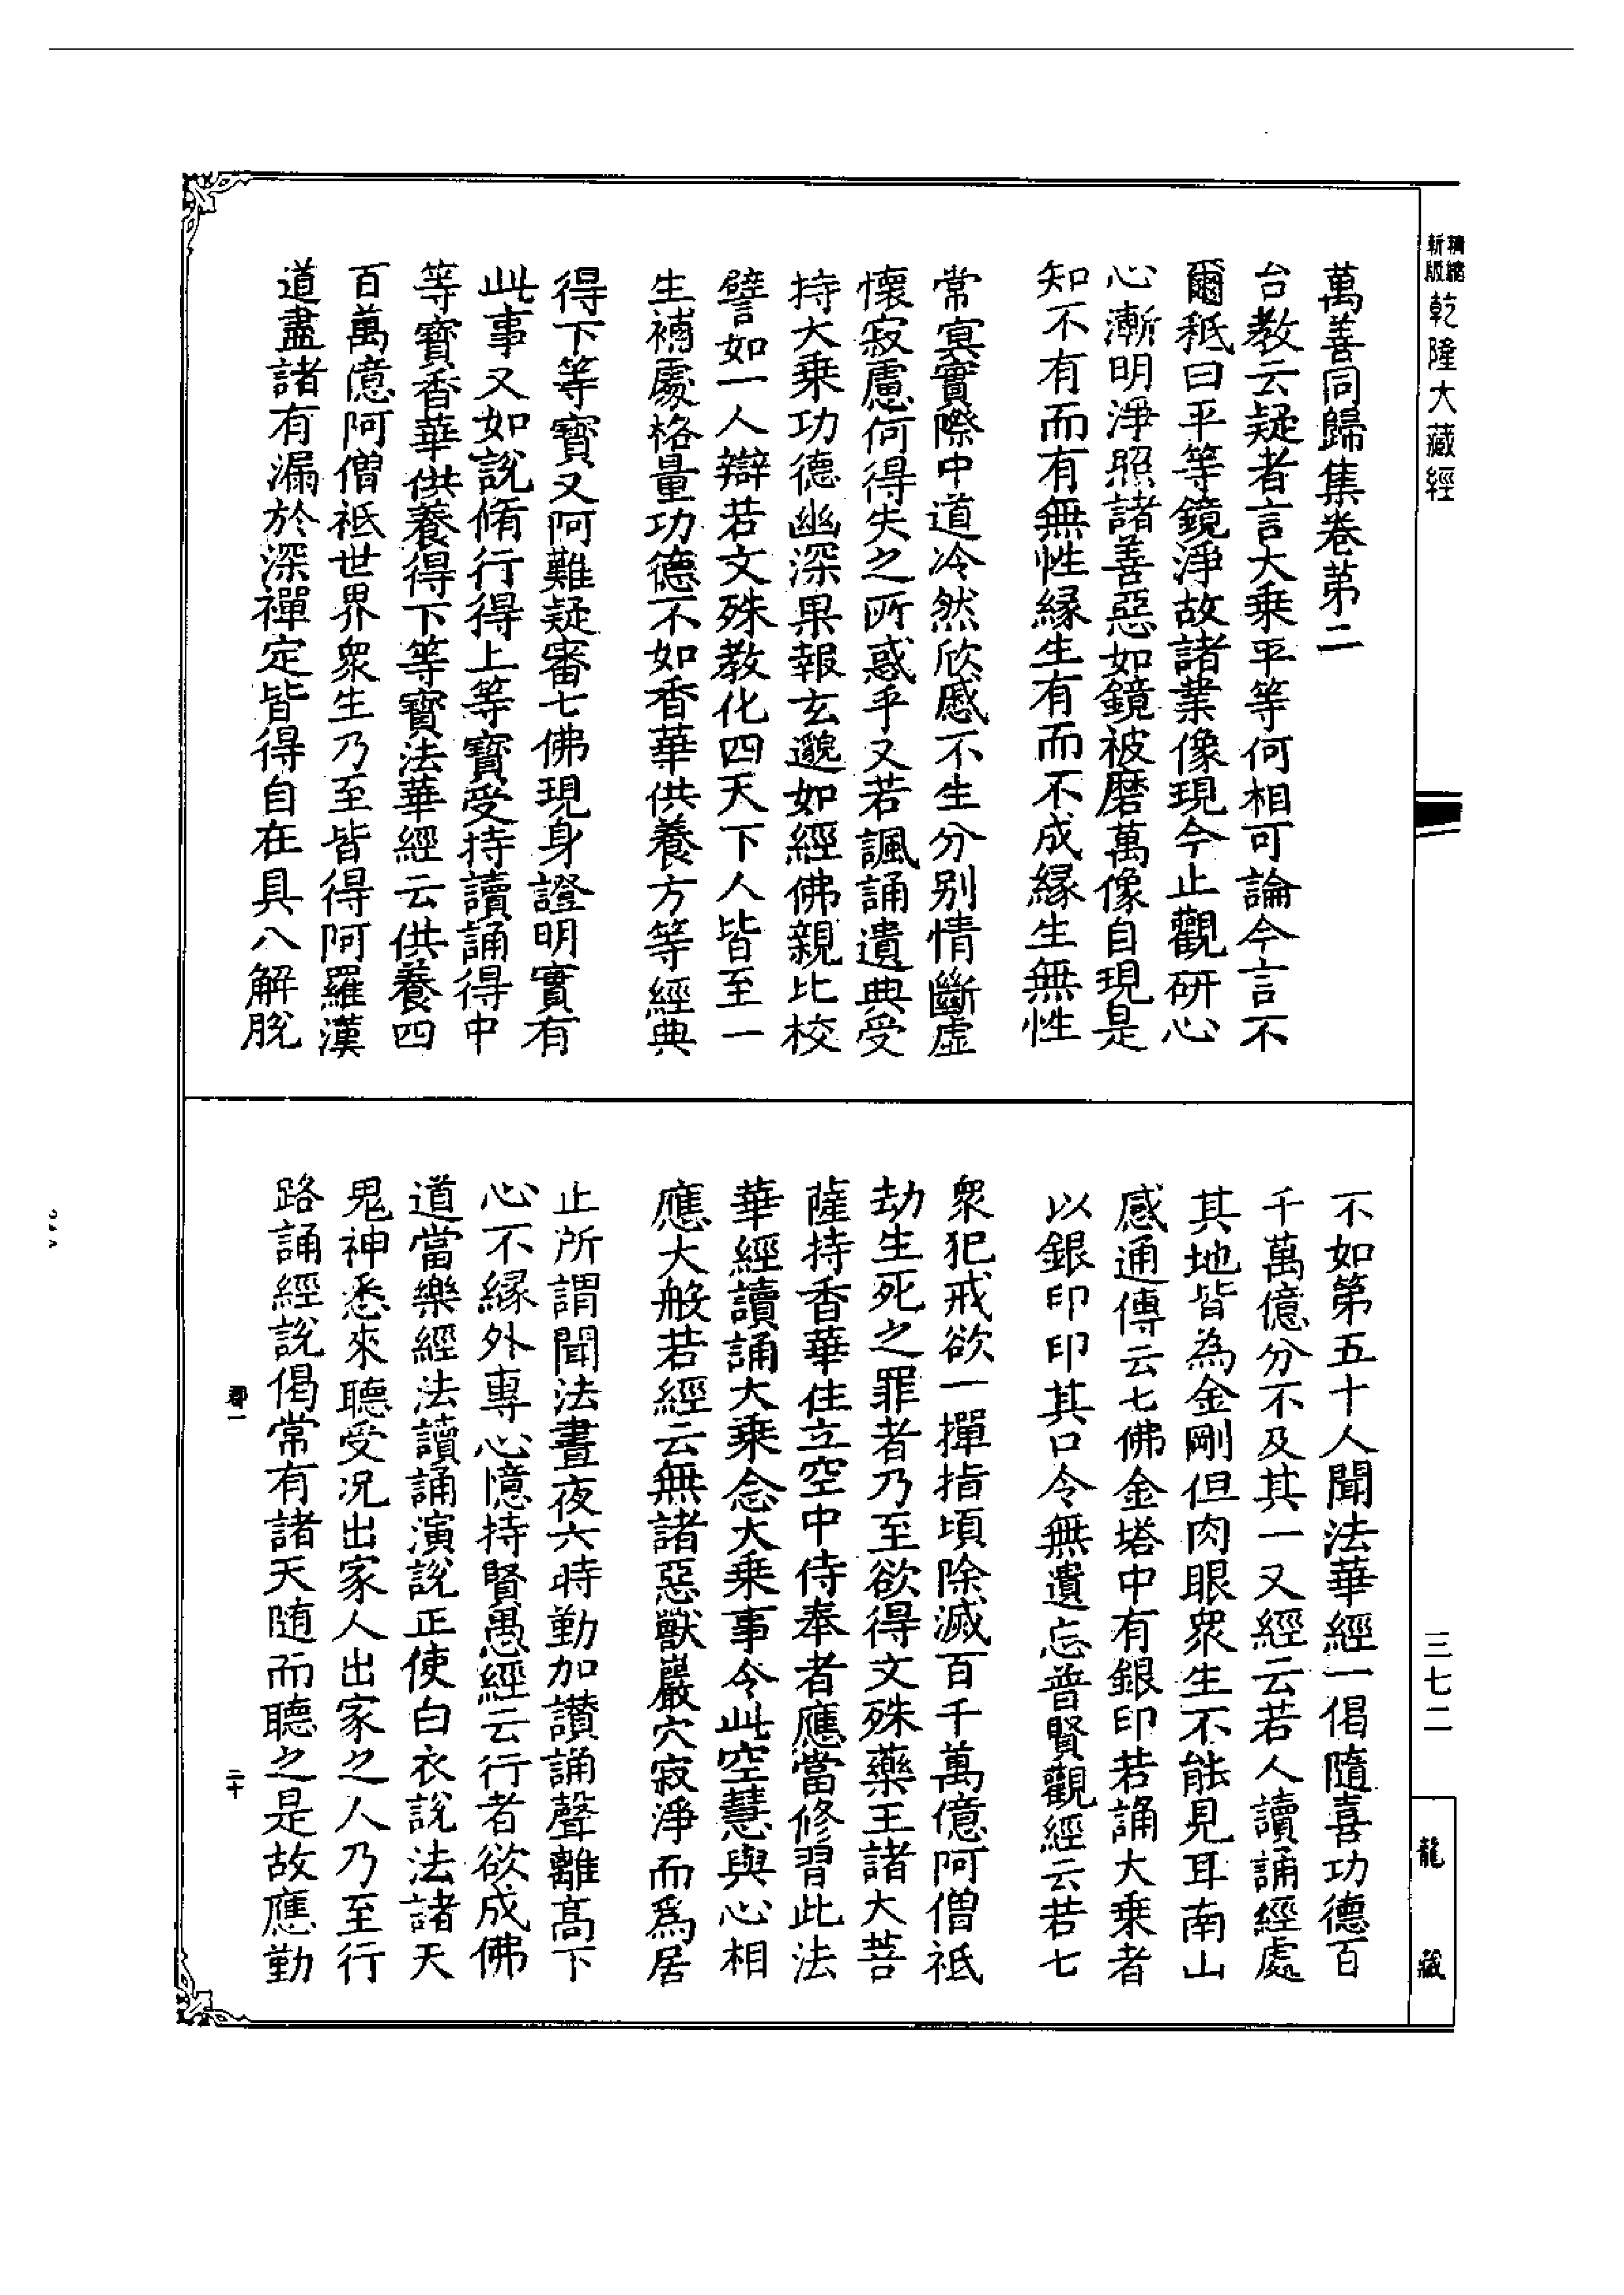 精縮
新版
乾隆大藏經
萬善同歸集卷第二
台教云疑者言大乘平等何相可論今言不
爾秖曰平等鏡淨故諸業像現今止觀研心
心漸明淨照諸善惡如鏡被磨萬像自現是
知不有而有無性緣生有而不成緣生無性
常寞實際中道冷然欣慼不生分別情斷虛
懷寂慮何得失之所惑乎又若諷誦遺典受
持大乘功德幽深果報玄邈如經佛親比校
譬如一人辯若文殊教化四天下人皆至一
生補處格量功德不如香華供養方等經典
得下等寶又阿難疑審七佛現身證明實有
此事又如說脩行得上等寶受持讀誦得中
等寶香華供養得下等寶法華經云供養四
百萬億阿僧祇世界衆生乃至皆得阿羅漢
道盡諸有漏於深禪定皆得自在具八解脫
不如第五十人聞法華經一偈隨喜功德百
千萬億分不及其一又經云若人讀誦經處
其地皆為金剛但肉眼衆生不能見耳南山
感通傳云七佛金塔中有銀印若誦大乘者
以銀印印其口令無遺忘普賢觀經云若七
衆犯戒欲一彈指頃除滅百千萬億阿僧祇
劫生死之罪者乃至欲得文殊藥王諸大菩
薩持香華住立空中侍奉者應當修習此法
華經讀誦大乘念大乘事令此空慧與心相
應大般若經云無諸惡獸巖穴寂淨而爲居
止所謂聞法晝夜六時勤加讚誦聲離高下
心不緣外專心憶持賢愚經云行者欲成佛
道當樂經法讀誦演說正使白衣說法諸天
鬼神悉來聽受況出家人出家之人乃至行
路誦經說偈常有諸天随而聽之是故應勤
郡一
二十
三七二
龍藏